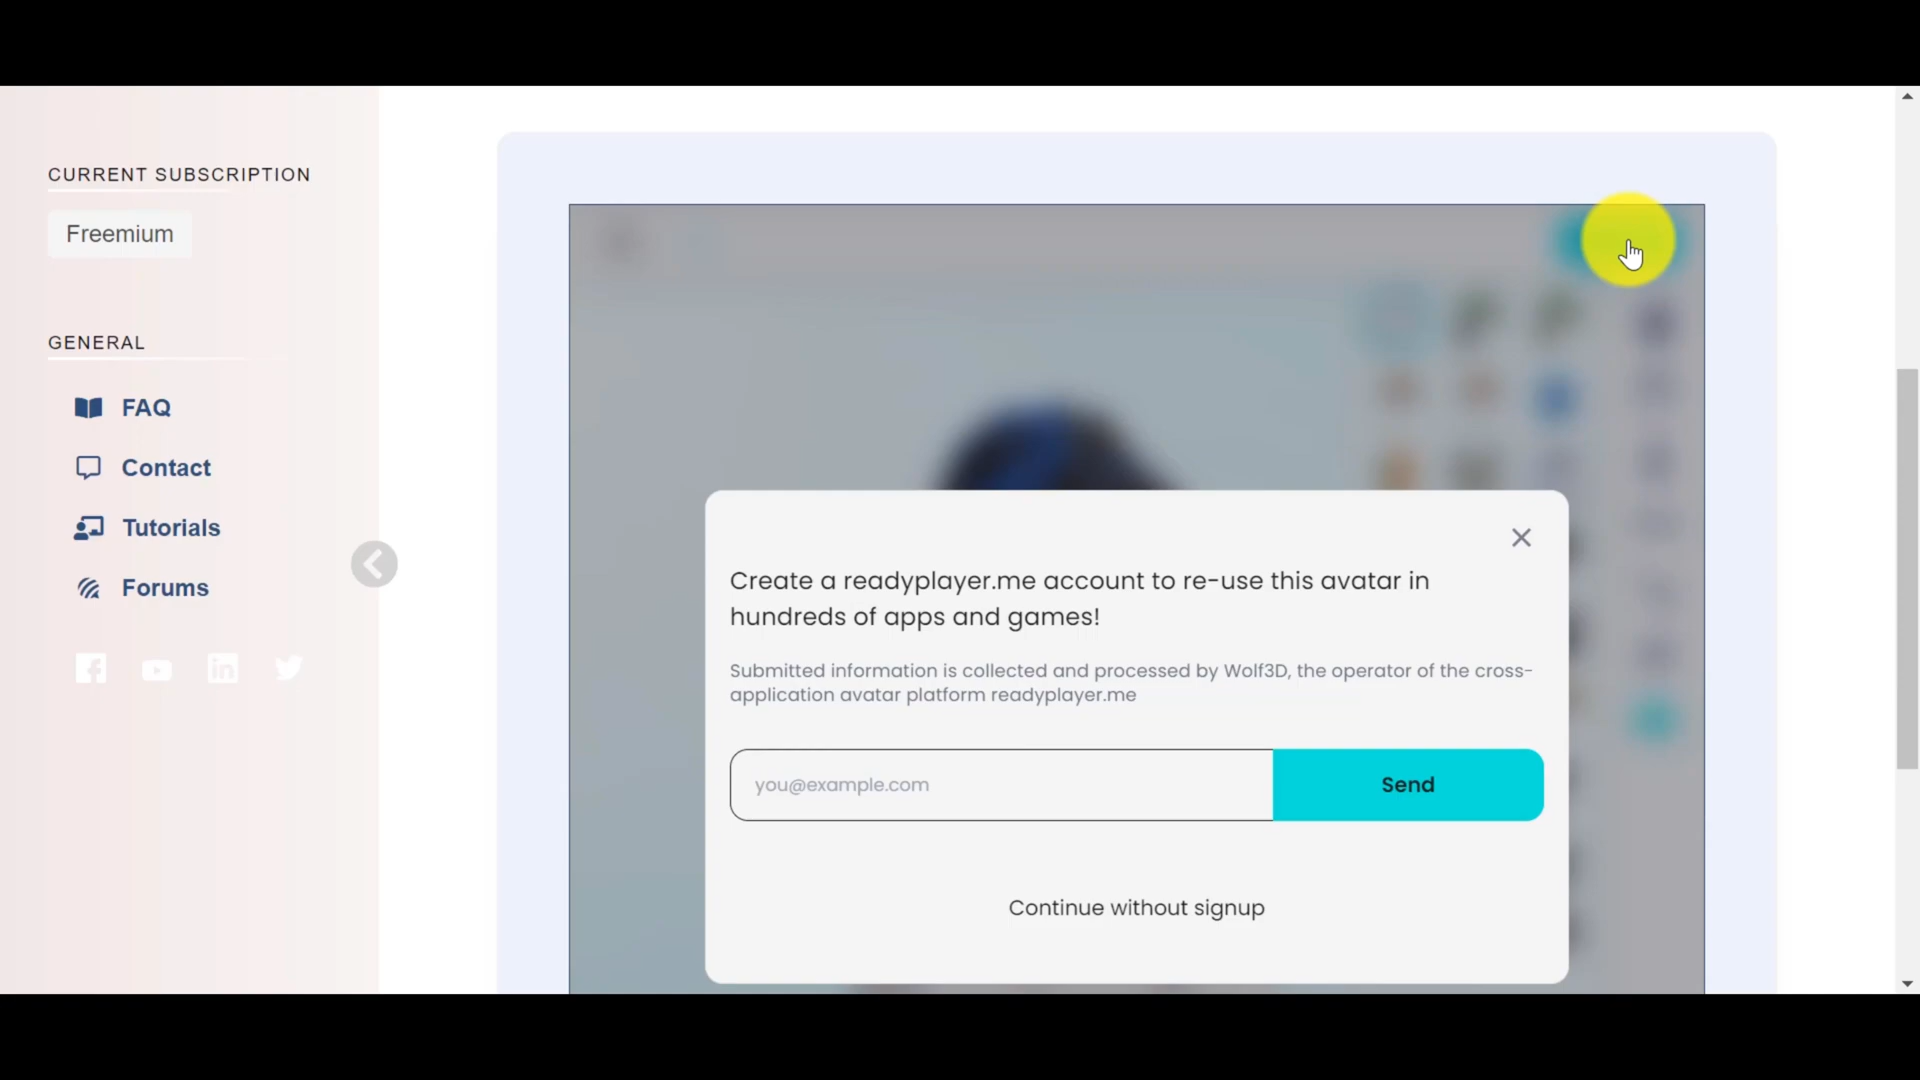 CURRENT SUBSCRIPTION
Freemium
GENERAL
FAQ
Contact
Tutorials
Forums
Create a readyplayer.me account to re-use this avatar in
hundreds of apps and games!
Submitted information is collected and processed by Wolf3D, the operator of the cross-
application avatar platform readyplayer.me
you@example.com
Send
Continue without signup